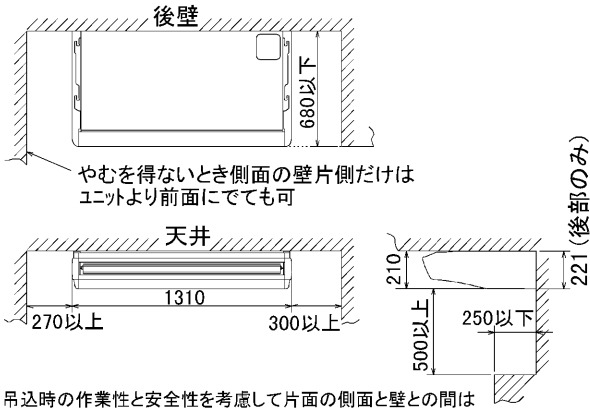 後壁
680以下
やむを得ないとき側面の壁片側だけは
ユニットより前面にでても可
天井
1310
270以上
300以上
210
221(後部のみ)
500以上
250以下
吊込時の作業性と安全性を考慮して片面の側面と壁との間は